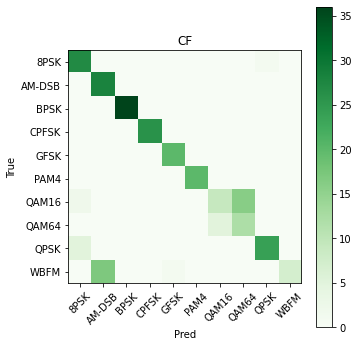 CF
True
8PSK
AM-DSB
BPSK
CPFSK
GFSK
PAM4
QAM16
QAM64
QPSK
WBFM
8PSK
AM-DSB
BPSK
CPFSK
GFSK
PAM4
QAM16
QAM64
QPSK
WBFM
Pred
35
30
25
20
15
10
5
0